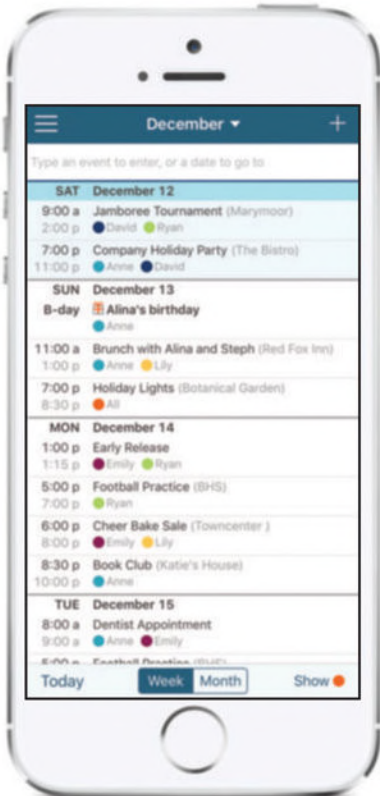 December ▾ +
Type an event to enter, or a date to go to
SAT December 12
9:00 a Jamboree Tournament (Marymoor)
2:00 p David Ryan
7:00 p Company Holiday Party (The Bistro)
11:00 p Anne David
SUN December 13
B-day Alina's birthday
Anne
11:00 a Brunch with Alina and Steph (Red Fox Inn)
1:00 p Anne Lily
7:00 p Holiday Lights (Botanical Garden)
8:30 p All
MON December 14
1:00 p Early Release
1:15 p Emily Ryan
5:00 p Football Practice (BHS)
7:00 p Ryan
6:00 p Cheer Bake Sale (Towncenter )
8:00 p Emily Lily
8:30 p Book Club (Katie's House)
10:00 p Anne
TUE December 15
8:00 a Dentist Appointment
9:00 a Anne Emily
5:00 p Football Practice (BHS)
Today Week Month Show